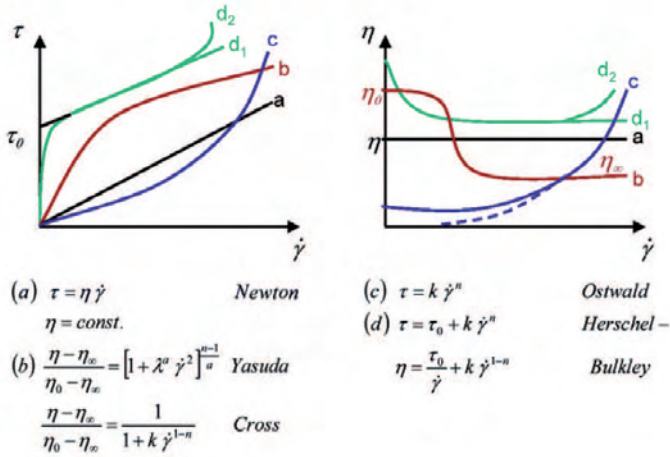 τ
d₂
d₁
c
b
a
τ₀
γ̇
η
d₂
c
η₀
d₁
η
a
η∞
b
γ̇
(a) τ = η γ̇ Newton
η = const.
(b) (η − η∞)/(η₀ − η∞) = [1 + λᵃ γ̇²]^((n−1)/a) Yasuda
(η − η∞)/(η₀ − η∞) = 1/(1 + k γ̇^(1−n)) Cross
(c) τ = k γ̇ⁿ Ostwald
(d) τ = τ₀ + k γ̇ⁿ Herschel –
η = τ₀/γ̇ + k γ̇^(1−n) Bulkley